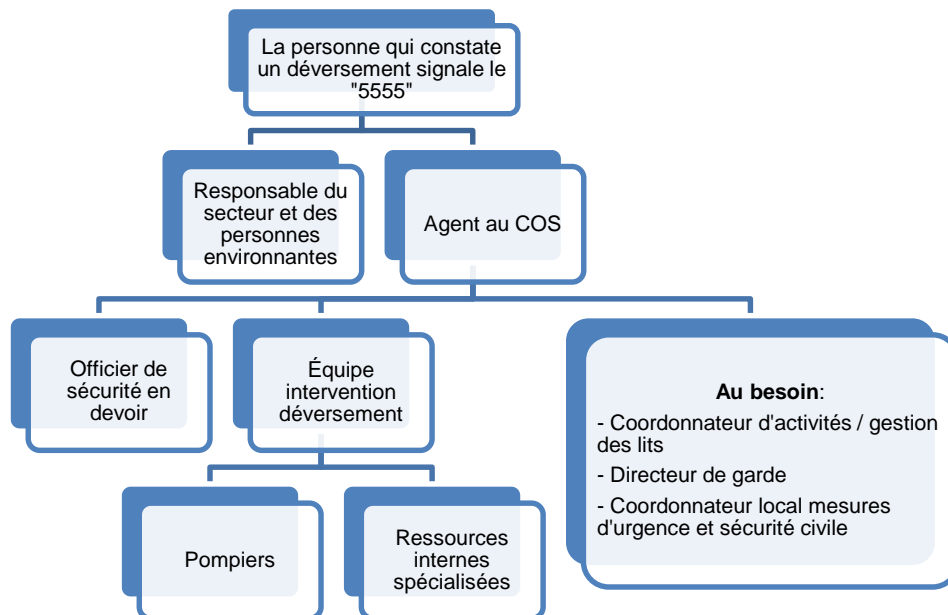 La personne qui constate
un déversement signale le
"5555"
Responsable du
secteur et des
personnes
environnantes
Agent au COS
Officier de
sécurité en
devoir
Équipe
intervention
déversement
Au besoin:
- Coordonnateur d'activités / gestion
des lits
- Directeur de garde
- Coordonnateur local mesures
d'urgence et sécurité civile
Pompiers
Ressources
internes
spécialisées